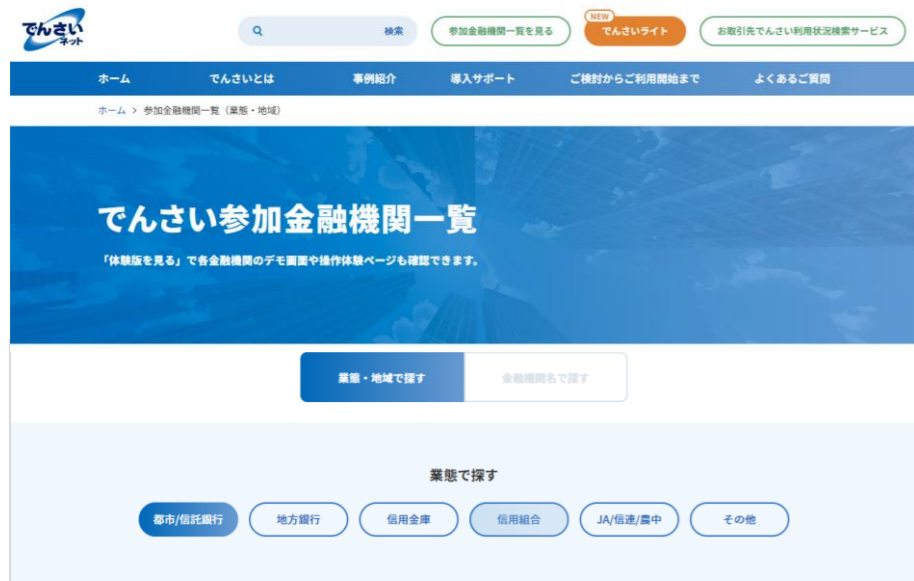 でんさい
ネット
検索
参加金融機関一覧を見る
NEW
でんさいライト
お取引先でんさい利用状況検索サービス
ホーム
でんさいとは
事例紹介
導入サポート
ご検討からご利用開始まで
よくあるご質問
ホーム > 参加金融機関一覧（業態・地域）
でんさい参加金融機関一覧
「体験版を見る」で各金融機関のデモ画面や操作体験ページも確認できます。
業態・地域で探す
金融機関名で探す
業態で探す
都市/信託銀行
地方銀行
信用金庫
信用組合
JA/信連/農中
その他